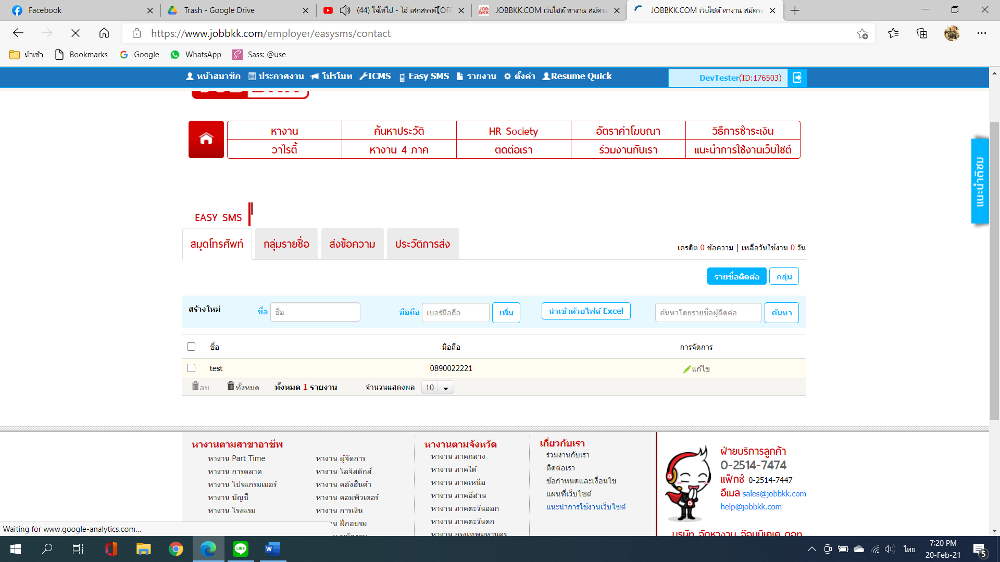 Facebook
Trash - Google Drive
(44) ใจให้ไป - โอ้ เสกสรรค์【OFF
JOBBKK.COM เว็บไซต์ หางาน สมัครง
JOBBKK.COM เว็บไซต์ หางาน สมัครง
https://www.jobbkk.com/employer/easysms/contact
นำเข้า Bookmarks Google WhatsApp Sass: @use
หน้าสมาชิก ประกาศงาน โปรโมท ICMS Easy SMS รายงาน ตั้งค่า Resume Quick
DevTester(ID:176503)
หางาน ค้นหาประวัติ HR Society อัตราค่าโฆษณา วิธีการชำระเงิน
วาไรตี้ หางาน 4 ภาค ติดต่อเรา ร่วมงานกับเรา แนะนำการใช้งานเว็บไซต์
แนะนำติชม
EASY SMS
สมุดโทรศัพท์ กลุ่มรายชื่อ ส่งข้อความ ประวัติการส่ง
เครดิต 0 ข้อความ | เหลือวันใช้งาน 0 วัน
รายชื่อติดต่อ กลุ่ม
สร้างใหม่ ชื่อ ชื่อ มือถือ เบอร์มือถือ เพิ่ม นำเข้าด้วยไฟล์ Excel ค้นหาโดยรายชื่อผู้ติดต่อ ค้นหา
ชื่อ มือถือ การจัดการ
test 0890022221 แก้ไข
ลบ ทั้งหมด ทั้งหมด 1 รายงาน จำนวนแสดงผล 10
หางานตามสาขาอาชีพ
หางาน Part Time หางาน ผู้จัดการ
หางาน การตลาด หางาน โลจิสติกส์
หางาน โปรแกรมเมอร์ หางาน คลังสินค้า
หางาน บัญชี หางาน คอมพิวเตอร์
หางาน โรงแรม หางาน การเงิน
น ฝึกอบรม
หางานตามจังหวัด
หางาน ภาคกลาง
หางาน ภาคใต้
หางาน ภาคเหนือ
หางาน ภาคอีสาน
หางาน ภาคตะวันออก
หางาน ภาคตะวันตก
หางาน กรุงเทพมหานคร
เกี่ยวกับเรา
ร่วมงานกับเรา
ติดต่อเรา
ข้อกำหนดและเงื่อนไข
แผนที่เว็บไซต์
แนะนำการใช้งานเว็บไซต์
ฝ่ายบริการลูกค้า
0-2514-7474
แฟ็กซ์ 0-2514-7447
อีเมล sales@jobbkk.com
help@jobbkk.com
บริษัท จัดหางาน จ๊อบบีเคเค ดอท
Waiting for www.google-analytics.com...
ไทย
7:20 PM
20-Feb-21
5